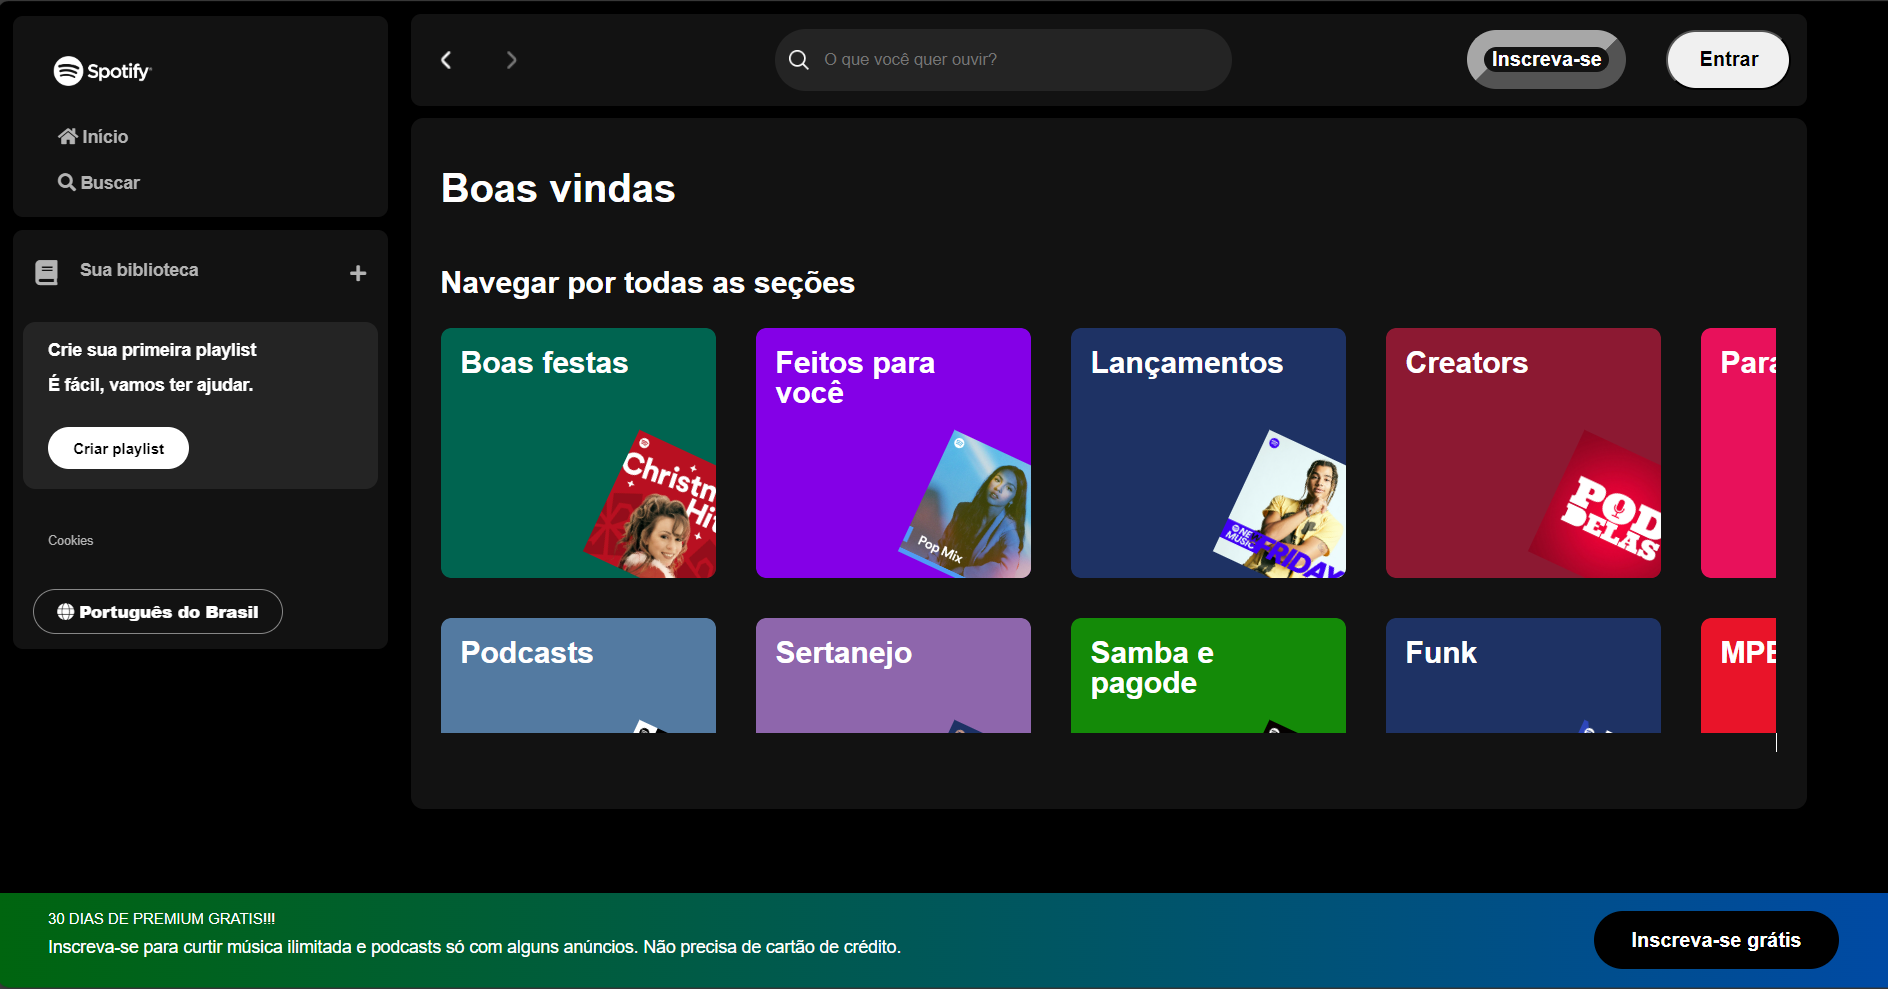 Spotify
Início
Buscar
Sua biblioteca
Crie sua primeira playlist
É fácil, vamos ter ajudar.
Criar playlist
Cookies
Português do Brasil
O que você quer ouvir?
Inscreva-se
Entrar
Boas vindas
Navegar por todas as seções
Boas festas
Christm
Hit
Feitos para
você
Pop Mix
Lançamentos
NE
MUSIC
FRIDAY
Creators
POD
DELAS
Para
Podcasts
Sertanejo
Samba e
pagode
Funk
MPB
30 DIAS DE PREMIUM GRATIS!!!
Inscreva-se para curtir música ilimitada e podcasts só com alguns anúncios. Não precisa de cartão de crédito.
Inscreva-se grátis